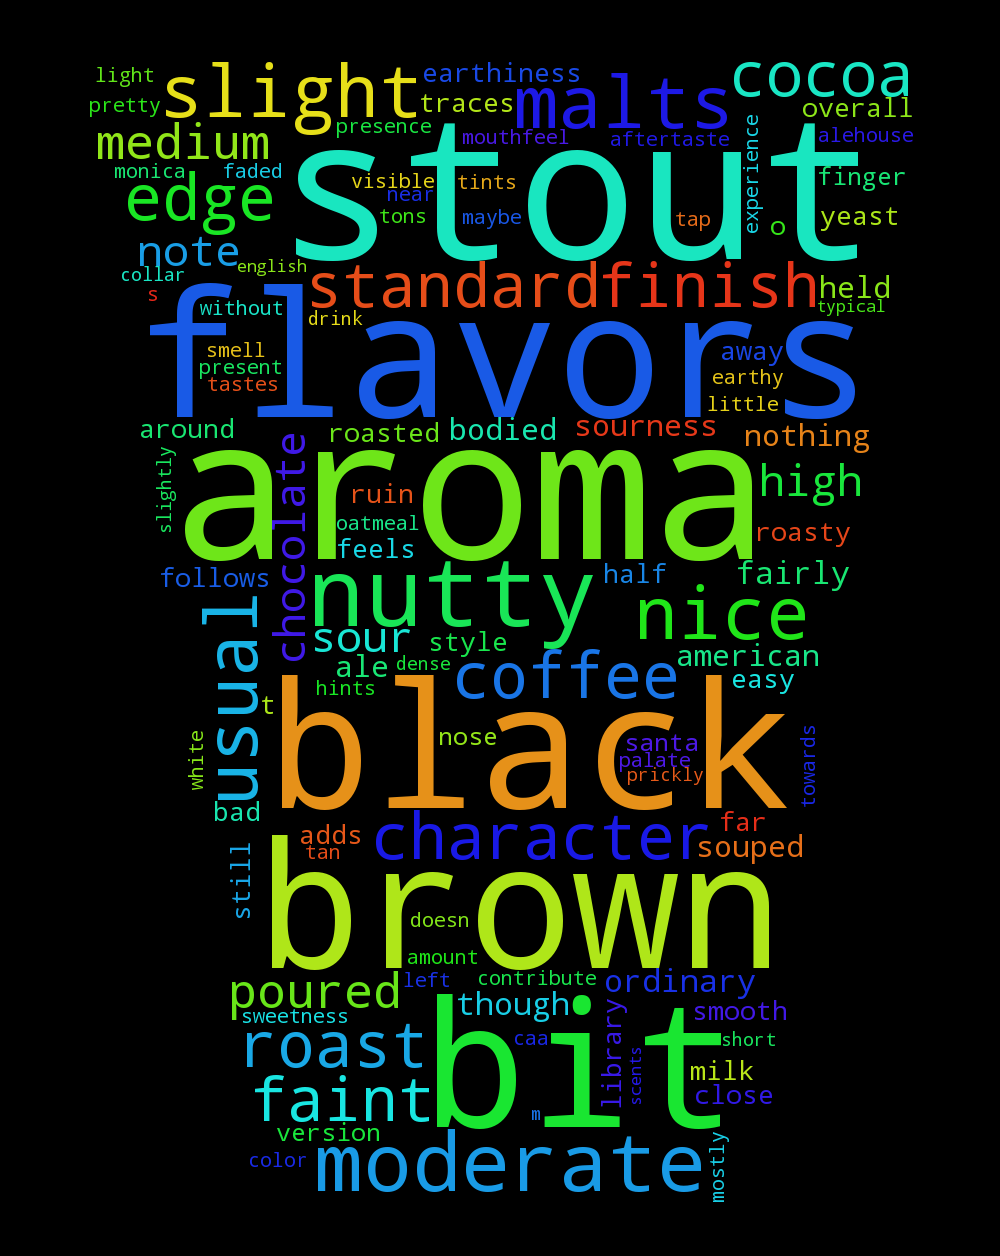 light
slight
earthiness
cocoa
pretty
traces
malts
overall
medium
presence
mouthfeel
aftertaste
experience
alehouse
stout
monica
faded
visible
tints
finger
edge
near
tons
maybe
tap
o
yeast
note
english
collar
standard
finish
held
s
without
drink
typical
flavors
smell
present
tastes
away
earthy
little
around
roasted
bodied
sourness
nothing
slightly
chocolate
aroma
ruin
high
oatmeal
feels
roasty
follows
nutty
half
fairly
usual
nice
sour
style
american
ale
dense
coffee
easy
hints
t
black
nose
santa
palate
prickly
white
towards
bad
adds
tan
character
far
souped
still
brown
doesn
amount
poured
left
contribute
ordinary
sweetness
though
bit
library
smooth
roast
caa
scents
short
milk
faint
m
close
version
color
moderate
mostly